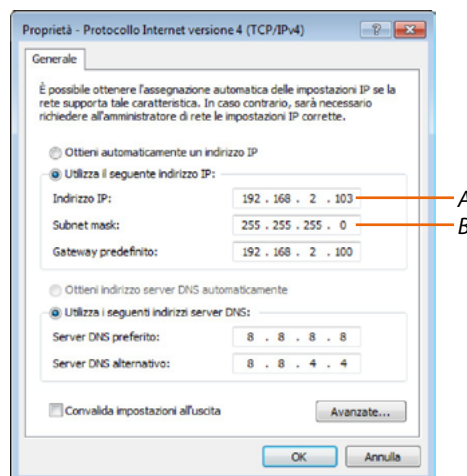 Proprietà - Protocollo Internet versione 4 (TCP/IPv4)
Generale
È possibile ottenere l'assegnazione automatica delle impostazioni IP se la
rete supporta tale caratteristica. In caso contrario, sarà necessario
richiedere all'amministratore di rete le impostazioni IP corrette.
Ottieni automaticamente un indirizzo IP
Utilizza il seguente indirizzo IP:
Indirizzo IP: 192 . 168 . 2 . 103 A
Subnet mask: 255 . 255 . 255 . 0 B
Gateway predefinito: 192 . 168 . 2 . 100
Ottieni indirizzo server DNS automaticamente
Utilizza i seguenti indirizzi server DNS:
Server DNS preferito: 8 . 8 . 8 . 8
Server DNS alternativo: 8 . 8 . 4 . 4
Convalida impostazioni all'uscita Avanzate...
OK Annulla